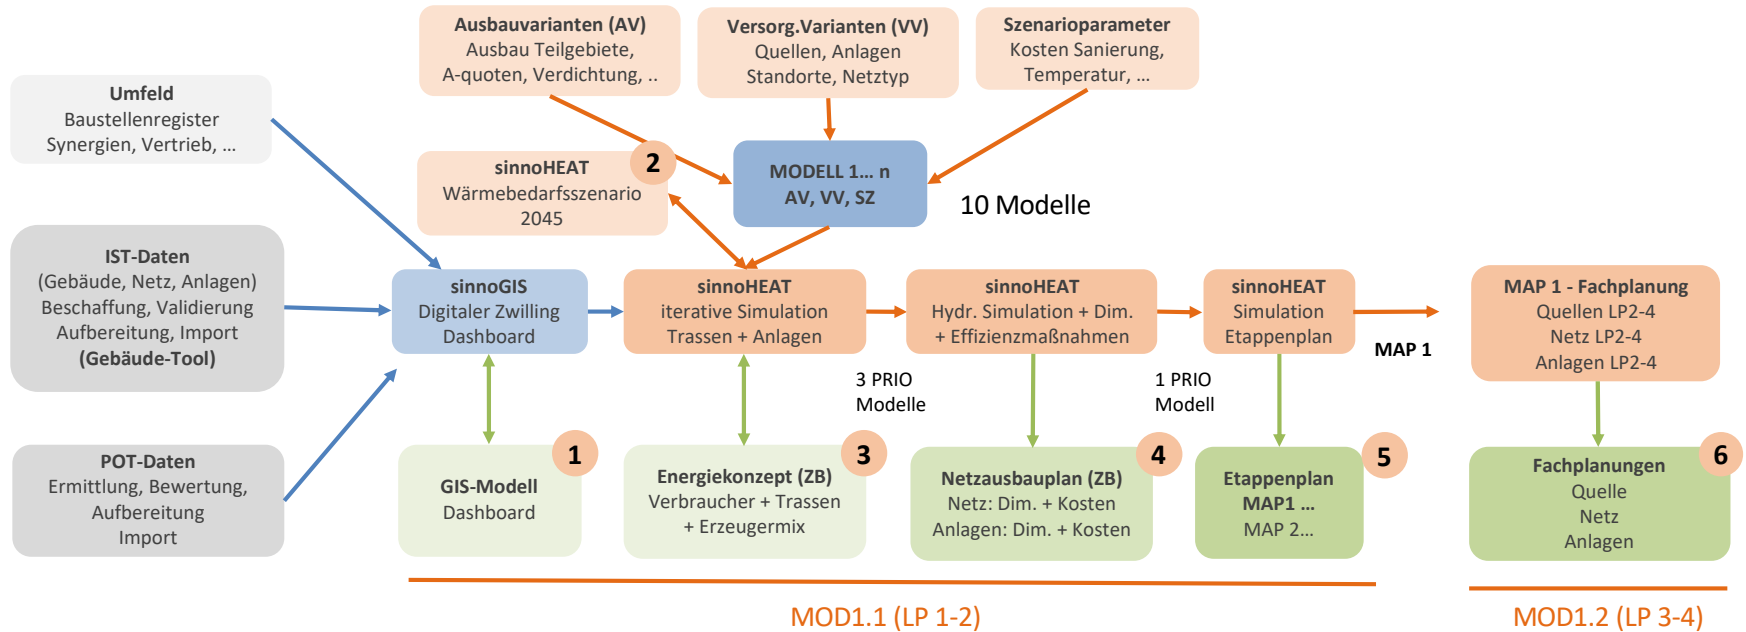 Ausbauvarianten (AV)
Ausbau Teilgebiete,
A-quoten, Verdichtung, ..
Versorg.Varianten (VV)
Quellen, Anlagen
Standorte, Netztyp
Szenarioparameter
Kosten Sanierung,
Temperatur, ...
Umfeld
Baustellenregister
Synergien, Vertrieb, ...
sinnoHEAT
Wärmebedarfsszenario
2045
2
MODELL 1... n
AV, VV, SZ
10 Modelle
IST-Daten
(Gebäude, Netz, Anlagen)
Beschaffung, Validierung
Aufbereitung, Import
(Gebäude-Tool)
sinnoGIS
Digitaler Zwilling
Dashboard
sinnoHEAT
iterative Simulation
Trassen + Anlagen
sinnoHEAT
Hydr. Simulation + Dim.
+ Effizienzmaßnahmen
sinnoHEAT
Simulation
Etappenplan
MAP 1
MAP 1 - Fachplanung
Quellen LP2-4
Netz LP2-4
Anlagen LP2-4
3 PRIO
Modelle
1 PRIO
Modell
POT-Daten
Ermittlung, Bewertung,
Aufbereitung
Import
1
GIS-Modell
Dashboard
3
Energiekonzept (ZB)
Verbraucher + Trassen
+ Erzeugermix
4
Netzausbauplan (ZB)
Netz: Dim. + Kosten
Anlagen: Dim. + Kosten
5
Etappenplan
MAP1 ...
MAP 2...
6
Fachplanungen
Quelle
Netz
Anlagen
MOD1.1 (LP 1-2)
MOD1.2 (LP 3-4)